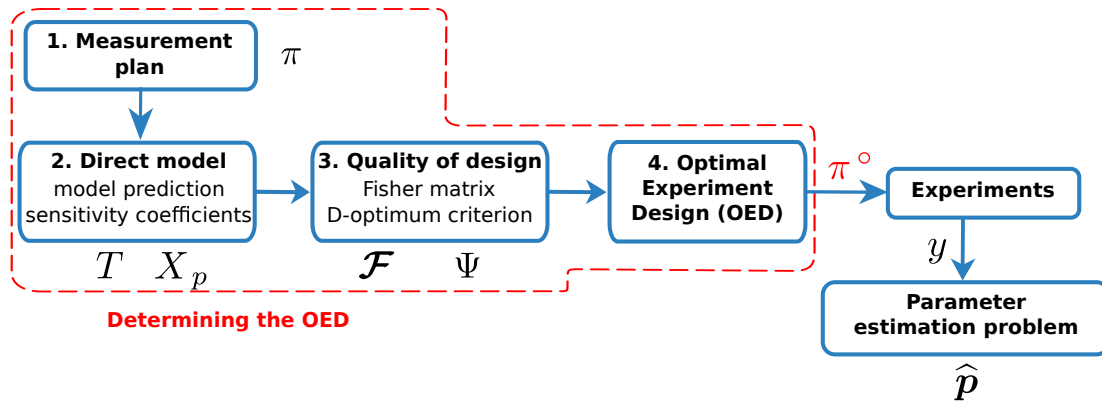 1. Measurement
plan
π
2. Direct model
model prediction
sensitivity coefficients
T X_p
3. Quality of design
Fisher matrix
D-optimum criterion
𝓕 Ψ
4. Optimal
Experiment
Design (OED)
π°
Experiments
y
Parameter
estimation problem
p̂
Determining the OED